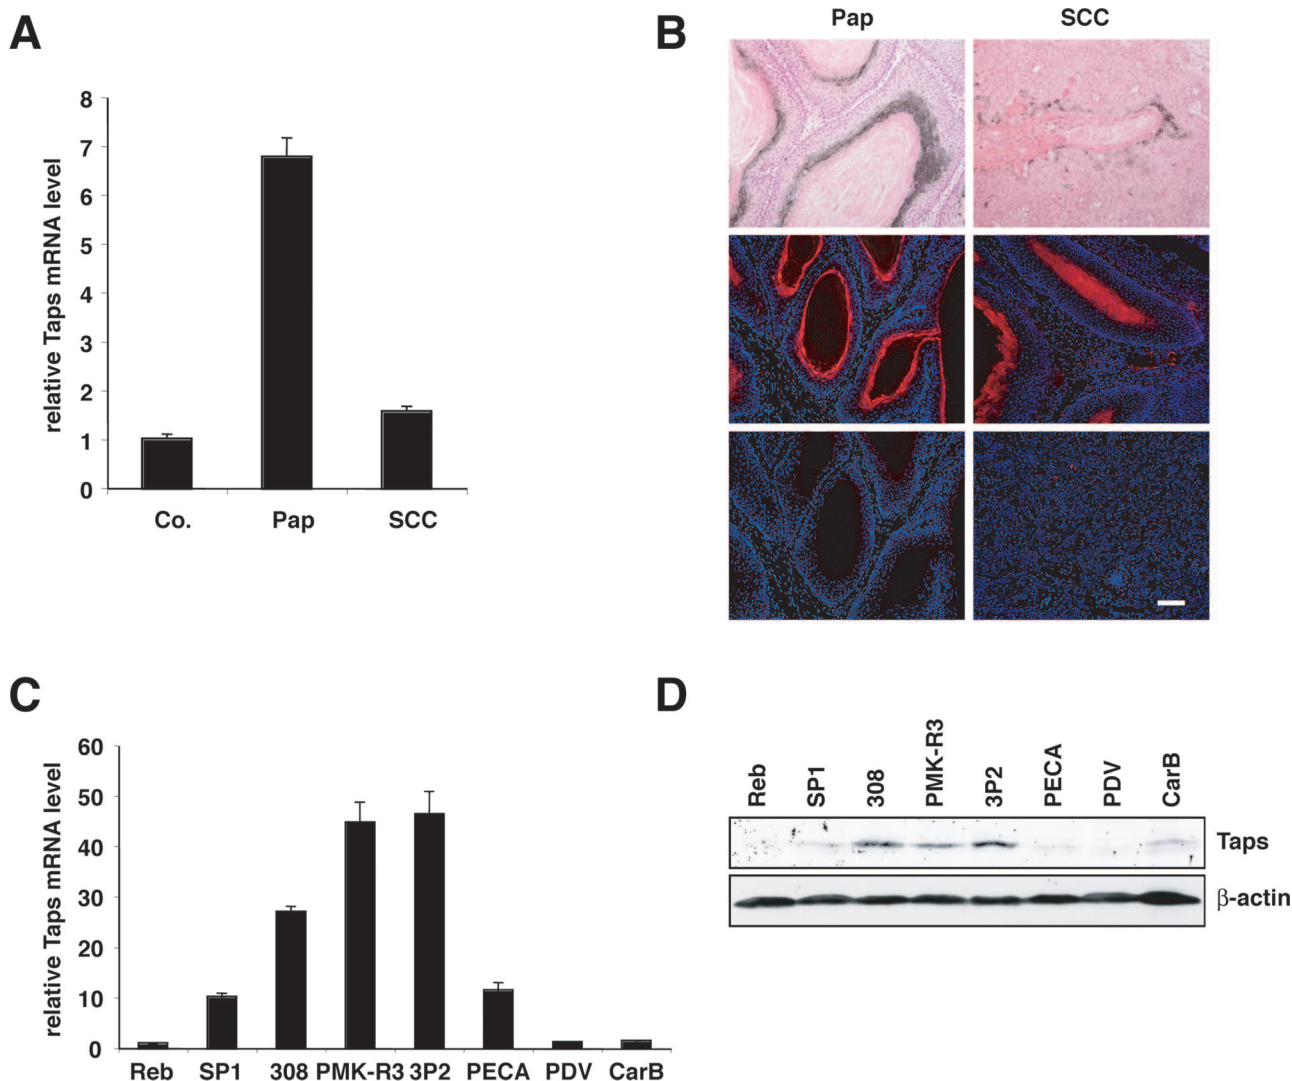 A
relative Taps mRNA level
8
7
6
5
4
3
2
1
0
Co. Pap SCC
B
Pap SCC
C
relative Taps mRNA level
60
50
40
30
20
10
0
Reb SP1 308 PMK-R3 3P2 PECA PDV CarB
D
Reb SP1 308 PMK-R3 3P2 PECA PDV CarB
Taps
β-actin